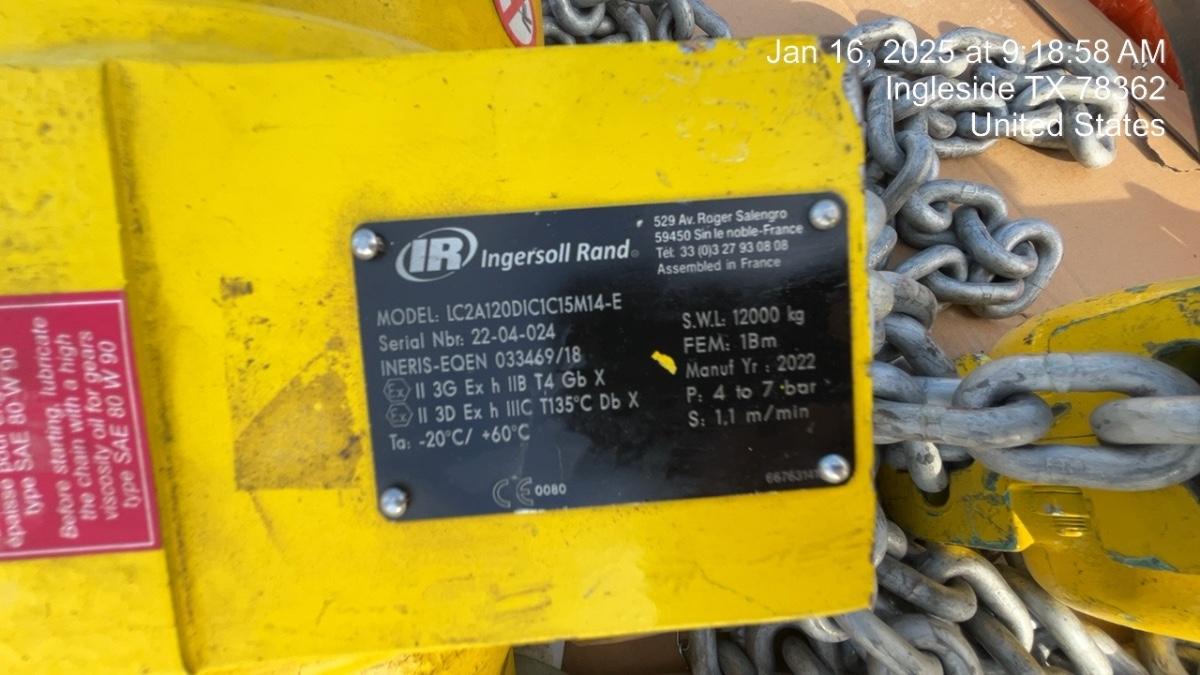 Jan 16, 2025 at 9:18:58 AM
Ingleside TX 78362
United States
IR Ingersoll Rand
529 Av. Roger Salengro
59450 Sin le noble-France
Tél: 33 (0)3 27 93 08 08
Assembled in France
MODEL: LC2A120DIC1C15M14-E
Serial Nbr: 22-04-024
INERIS-EQEN 033469/18
Ex II 3G Ex h IIB T4 Gb X
Ex II 3D Ex h IIIC T135°C Db X
Ta: -20°C/ +60°C
S.W.L: 12000 kg
FEM: 1Bm
Manuf Yr : 2022
P: 4 to 7 bar
S: 1,1 m/min
CE 0080
type SAE 80 W 90
Before starting, lubricate
the chain with a high
viscosity oil for gears
type SAE 80 W 90